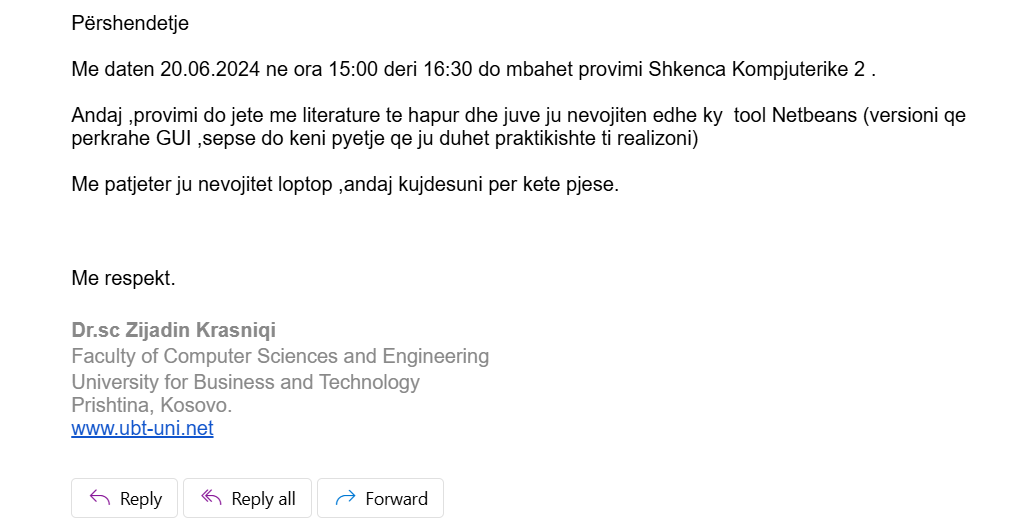 Përshendetje
Me daten 20.06.2024 ne ora 15:00 deri 16:30 do mbahet provimi Shkenca Kompjuterike 2 .
Andaj ,provimi do jete me literature te hapur dhe juve ju nevojiten edhe ky  tool Netbeans (versioni qe
perkrahe GUI ,sepse do keni pyetje qe ju duhet praktikishte ti realizoni)
Me patjeter ju nevojitet loptop ,andaj kujdesuni per kete pjese.
Me respekt.
Dr.sc Zijadin Krasniqi
Faculty of Computer Sciences and Engineering
University for Business and Technology
Prishtina, Kosovo.
www.ubt-uni.net
Reply Reply all Forward